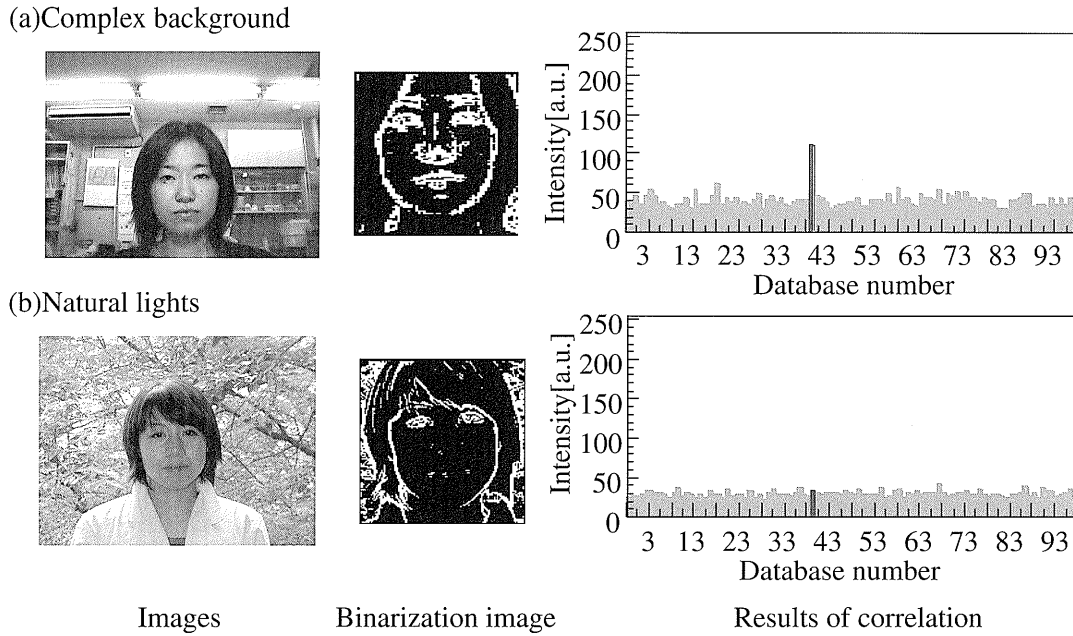 (a)Complex background
Intensity[a.u.]
250
200
150
100
50
0
3 13 23 33 43 53 63 73 83 93
Database number
(b)Natural lights
Intensity[a.u.]
250
200
150
100
50
0
3 13 23 33 43 53 63 73 83 93
Database number
Images Binarization image Results of correlation